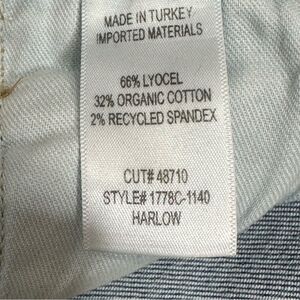 MADE IN TURKEY
IMPORTED MATERIALS
66% LYOCEL
32% ORGANIC COTTON
2% RECYCLED SPANDEX
CUT# 48710
STYLE# 1778C-1140
HARLOW